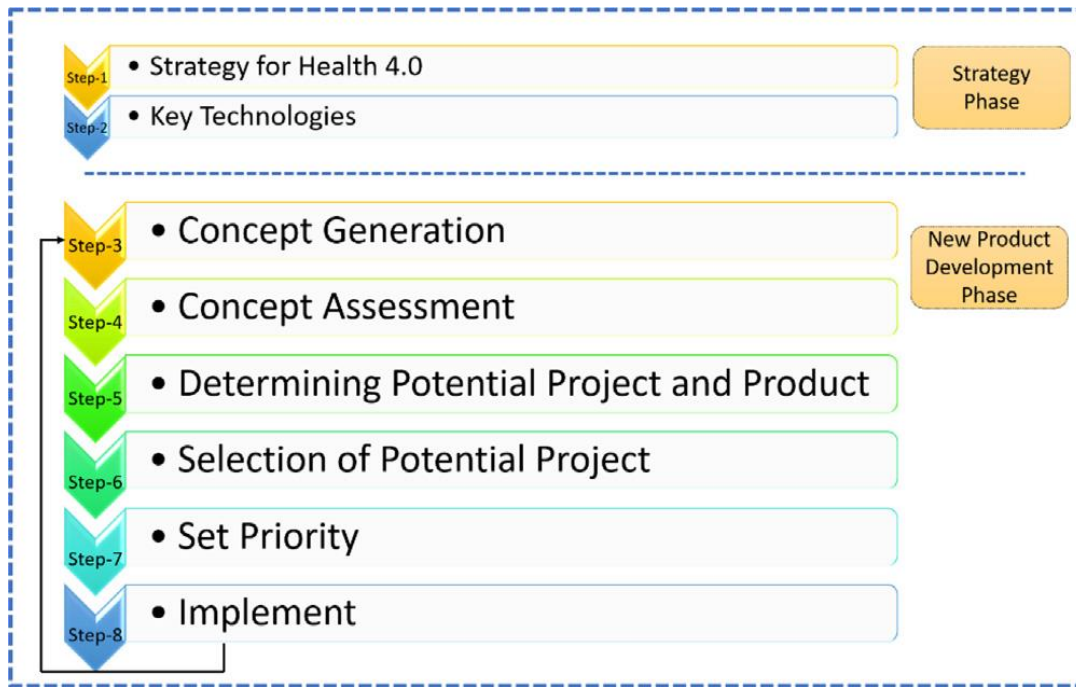 Step-1
• Strategy for Health 4.0
Step-2
• Key Technologies
Strategy
Phase
Step-3
• Concept Generation
New Product
Development
Phase
Step-4
• Concept Assessment
Step-5
• Determining Potential Project and Product
Step-6
• Selection of Potential Project
Step-7
• Set Priority
Step-8
• Implement